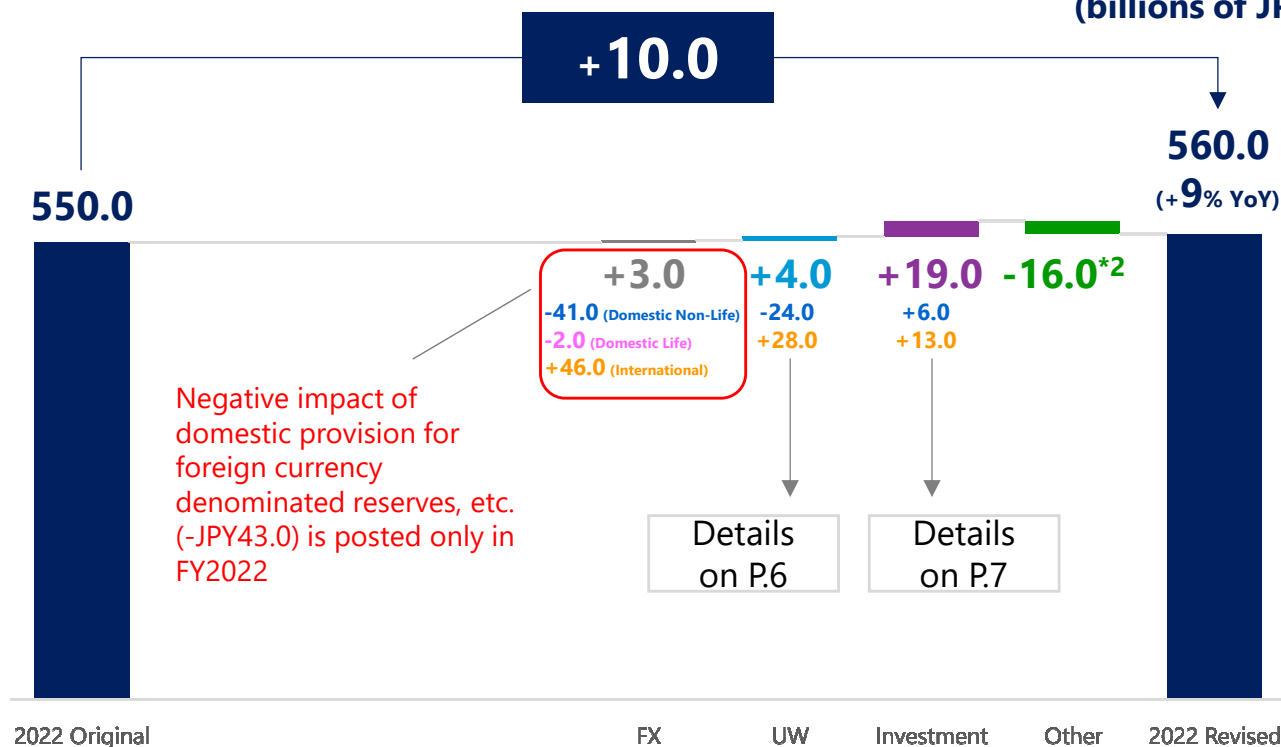 (billions of JP
+10.0
560.0
(+9% YoY)
550.0
+3.0
+4.0
+19.0
-16.0*2
-41.0 (Domestic Non-Life)
-24.0
+6.0
-2.0 (Domestic Life)
+28.0
+13.0
+46.0 (International)
Negative impact of
domestic provision for
foreign currency
denominated reserves, etc.
(-JPY43.0) is posted only in
FY2022
Details
on P.6
Details
on P.7
2022 Original
FX
UW
Investment
Other
2022 Revised